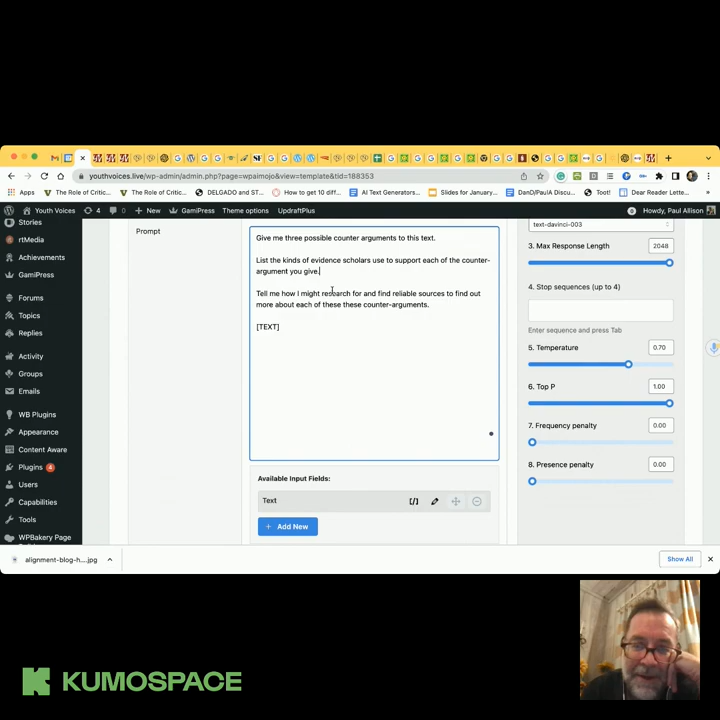 The Role of Critic...
The Role of Critic...
DELGADO and ST...
How to get 10 diff...
AI Text Generators...
Slides for January...
DanO/PaulA Discu...
Toot!
Dear Reader Letter...
youthvoices.live/wp-admin/admin.php?page=wpaimojo&view=template&tid=188353
Apps
Youth Voices
4
0
New
GamiPress
Theme options
UpdraftPlus
Howdy, Paul Allison
Stories
rtMedia
Achievements
GamiPress
Forums
Topics
Replies
Activity
Groups
Emails
WB Plugins
Appearance
Content Aware
Plugins 4
Users
Capabilities
Tools
WPBakery Page
Prompt
Give me three possible counter arguments to this text.
List the kinds of evidence scholars use to support each of the counter-
argument you give.
Tell me how I might research for and find reliable sources to find out
more about each of these these counter-arguments.
[TEXT]
Available Input Fields:
Text
+ Add New
text-davinci-003
3. Max Response Length
2048
4. Stop sequences (up to 4)
Enter sequence and press Tab
5. Temperature
0.70
6. Top P
1.00
7. Frequency penalty
0.00
8. Presence penalty
0.00
alignment-blog-h....jpg
Show All
KUMOSPACE